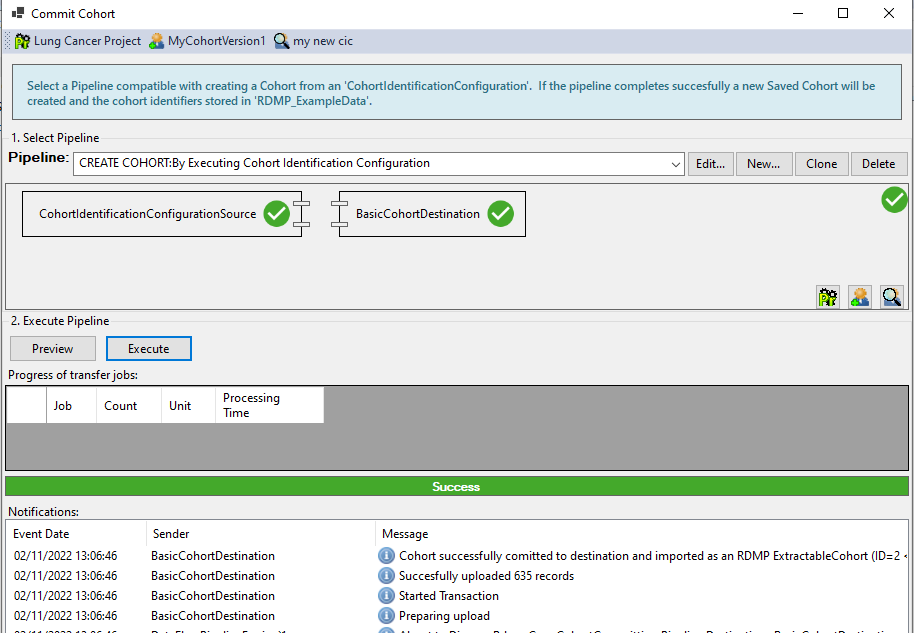 Commit Cohort
Lung Cancer Project MyCohortVersion1 my new cic
Select a Pipeline compatible with creating a Cohort from an 'CohortIdentificationConfiguration'. If the pipeline completes succesfully a new Saved Cohort will be
created and the cohort identifiers stored in 'RDMP_ExampleData'.
1. Select Pipeline
Pipeline: CREATE COHORT:By Executing Cohort Identification Configuration Edit... New... Clone Delete
CohortIdentificationConfigurationSource BasicCohortDestination
2. Execute Pipeline
Preview Execute
Progress of transfer jobs:
Job Count Unit Processing
Time
Success
Notifications:
Event Date Sender Message
02/11/2022 13:06:46 BasicCohortDestination Cohort successfully comitted to destination and imported as an RDMP ExtractableCohort (ID=2 <
02/11/2022 13:06:46 BasicCohortDestination Succesfully uploaded 635 records
02/11/2022 13:06:46 BasicCohortDestination Started Transaction
02/11/2022 13:06:46 BasicCohortDestination Preparing upload